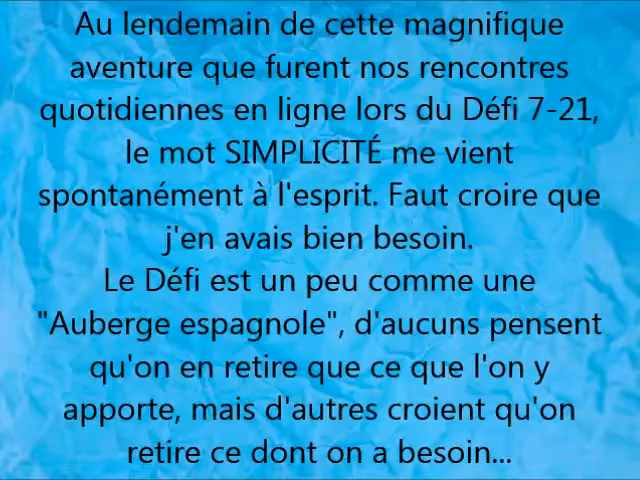 Au lendemain de cette magnifique
aventure que furent nos rencontres
quotidiennes en ligne lors du Défi 7-21,
le mot SIMPLICITÉ me vient
spontanément à l'esprit. Faut croire que
j'en avais bien besoin.
Le Défi est un peu comme une
"Auberge espagnole", d'aucuns pensent
qu'on en retire que ce que l'on y
apporte, mais d'autres croient qu'on
retire ce dont on a besoin...